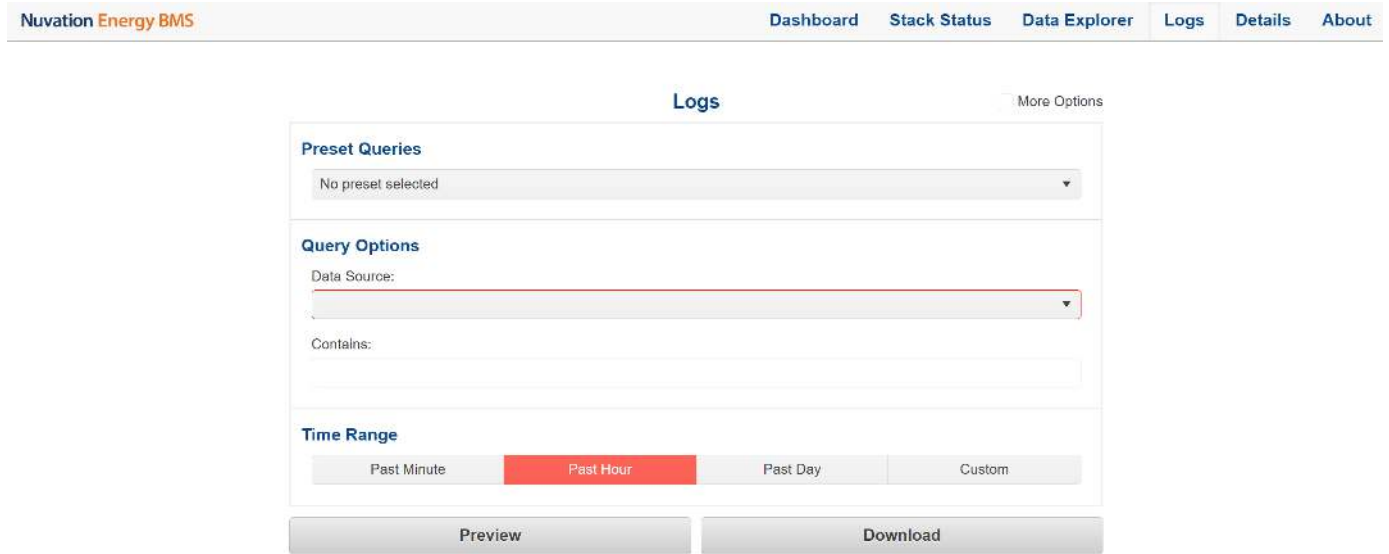 Nuvation Energy BMS Dashboard Stack Status Data Explorer Logs Details About
Logs More Options
Preset Queries
No preset selected
Query Options
Data Source:
Contains:
Time Range
Past Minute Past Hour Past Day Custom
Preview Download